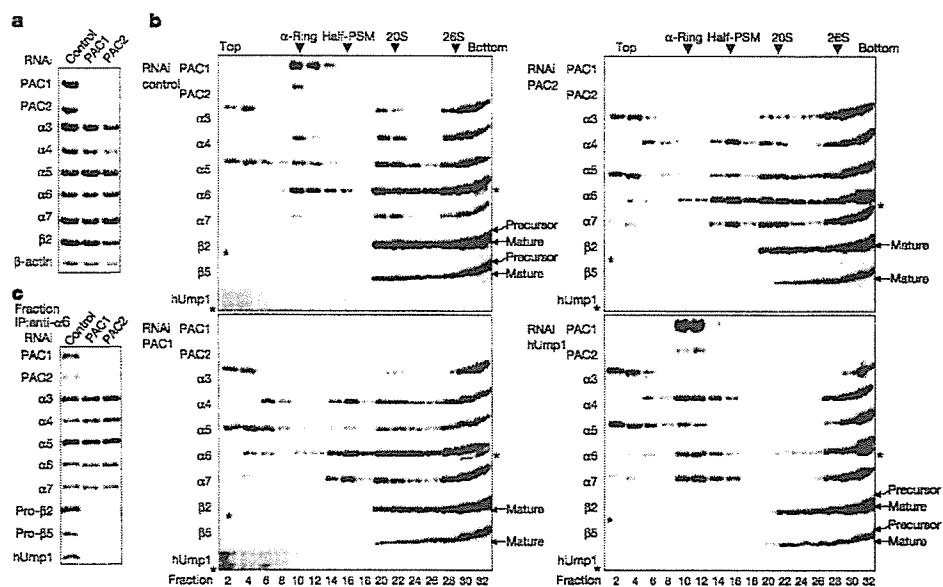 a
RNAi
Control
PAC1
PAC2
PAC1
PAC2
α3
α4
α5
α6
α7
β2
β-actin
b
Top
α-Ring
Half-PSM
20S
26S
Bottom
RNAi control
PAC1
PAC2
α3
α4
α5
α6
*
α7
Precursor
β2
Mature
*
Precursor
β5
Mature
hUmp1
*
Top
α-Ring
Half-PSM
20S
26S
Bottom
RNAi PAC2
PAC1
PAC2
α3
α4
α5
α6
*
α7
β2
Mature
*
β5
Mature
hUmp1
*
c
Fraction
IP:anti-α6
RNAi
Control
PAC1
PAC2
PAC1
PAC2
α3
α4
α5
α6
α7
Pro-β2
Pro-β5
hUmp1
RNAi PAC1
PAC1
PAC2
α3
α4
α5
α6
*
α7
β2
Mature
*
β5
Mature
hUmp1
*
Fraction 2 4 6 8 10 12 14 16 18 20 22 24 26 28 30 32
RNAi hUmp1
PAC1
PAC2
α3
α4
α5
α6
*
α7
Precursor
β2
Mature
*
Precursor
β5
Mature
hUmp1
*
Fraction 2 4 6 8 10 12 14 16 18 20 22 24 26 28 30 32